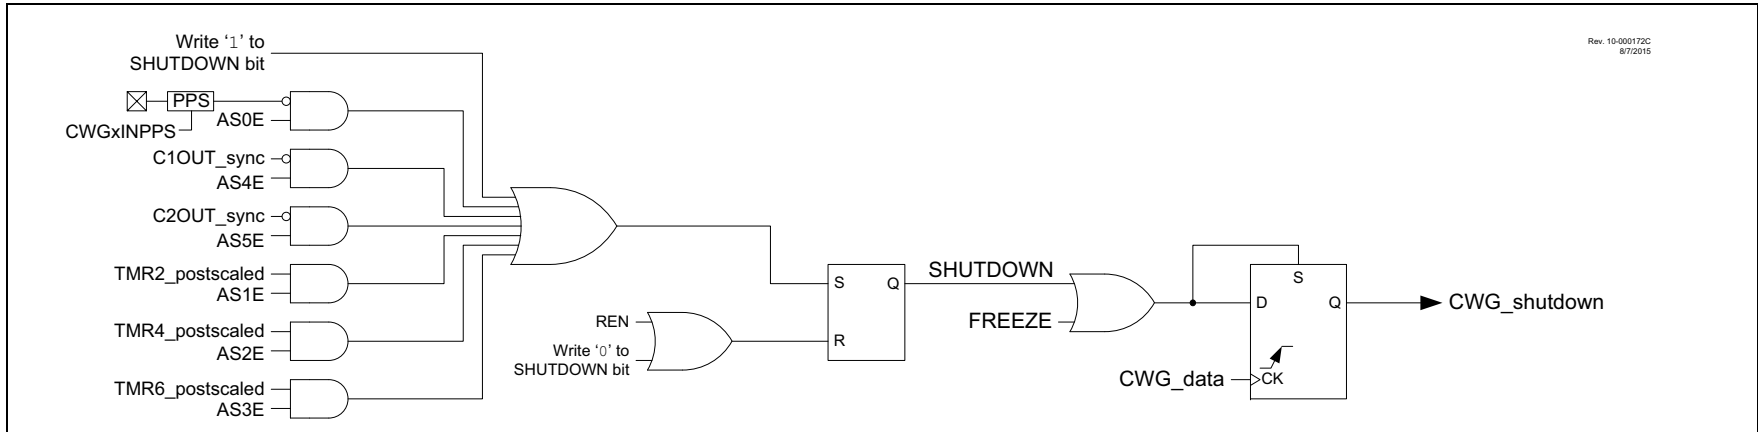 Write ‘1’ to
SHUTDOWN bit
Rev. 10-000172C
8/7/2015
PPS
AS0E
CWGxINPPS
C1OUT_sync
AS4E
C2OUT_sync
AS5E
TMR2_postscaled
AS1E
TMR4_postscaled
AS2E
TMR6_postscaled
AS3E
REN
Write ‘0’ to
SHUTDOWN bit
S Q
R
SHUTDOWN
FREEZE
S
D Q
CK
CWG_data
CWG_shutdown